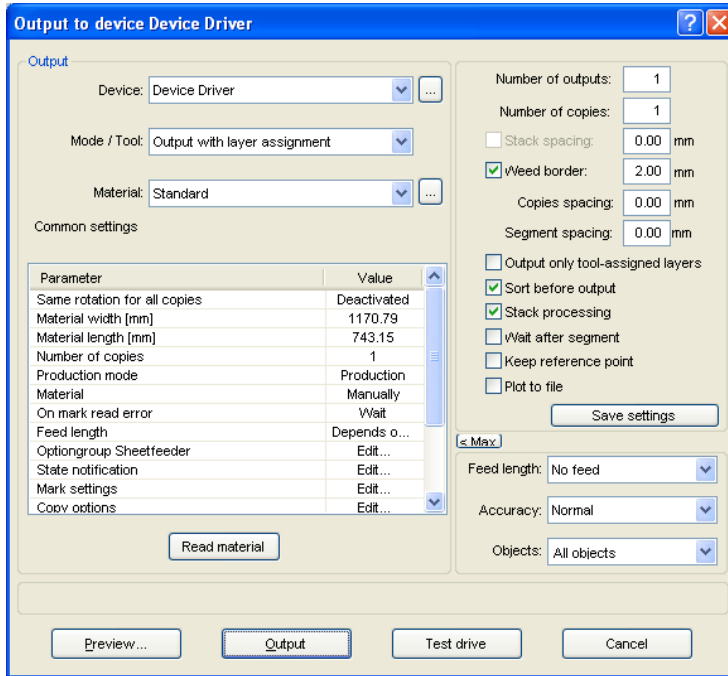 Output to device Device Driver
Output
Device: Device Driver ...
Mode / Tool: Output with layer assignment
Material: Standard ...
Common settings
Parameter Value
Same rotation for all copies Deactivated
Material width [mm] 1170.79
Material length [mm] 743.15
Number of copies 1
Production mode Production
Material Manually
On mark read error Wait
Feed length Depends o...
Optiongroup Sheetfeeder Edit...
State notification Edit...
Mark settings Edit...
Copy options Edit...
Read material
Number of outputs: 1
Number of copies: 1
Stack spacing: 0.00 mm
Weed border: 2.00 mm
Copies spacing: 0.00 mm
Segment spacing: 0.00 mm
Output only tool-assigned layers
Sort before output
Stack processing
Wait after segment
Keep reference point
Plot to file
Save settings
< Max
Feed length: No feed
Accuracy: Normal
Objects: All objects
Preview... Output Test drive Cancel